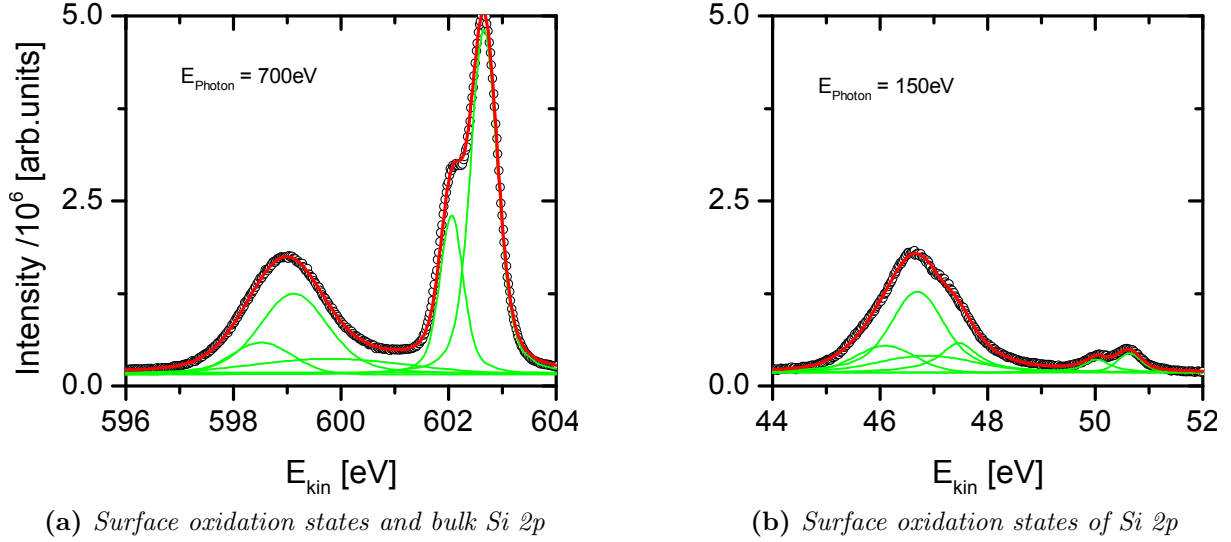 Intensity /10⁶ [arb.units]
5.0
2.5
0.0
E_Photon = 700eV
596 598 600 602 604
E_kin [eV]
(a) Surface oxidation states and bulk Si 2p
5.0
2.5
0.0
E_Photon = 150eV
44 46 48 50 52
E_kin [eV]
(b) Surface oxidation states of Si 2p